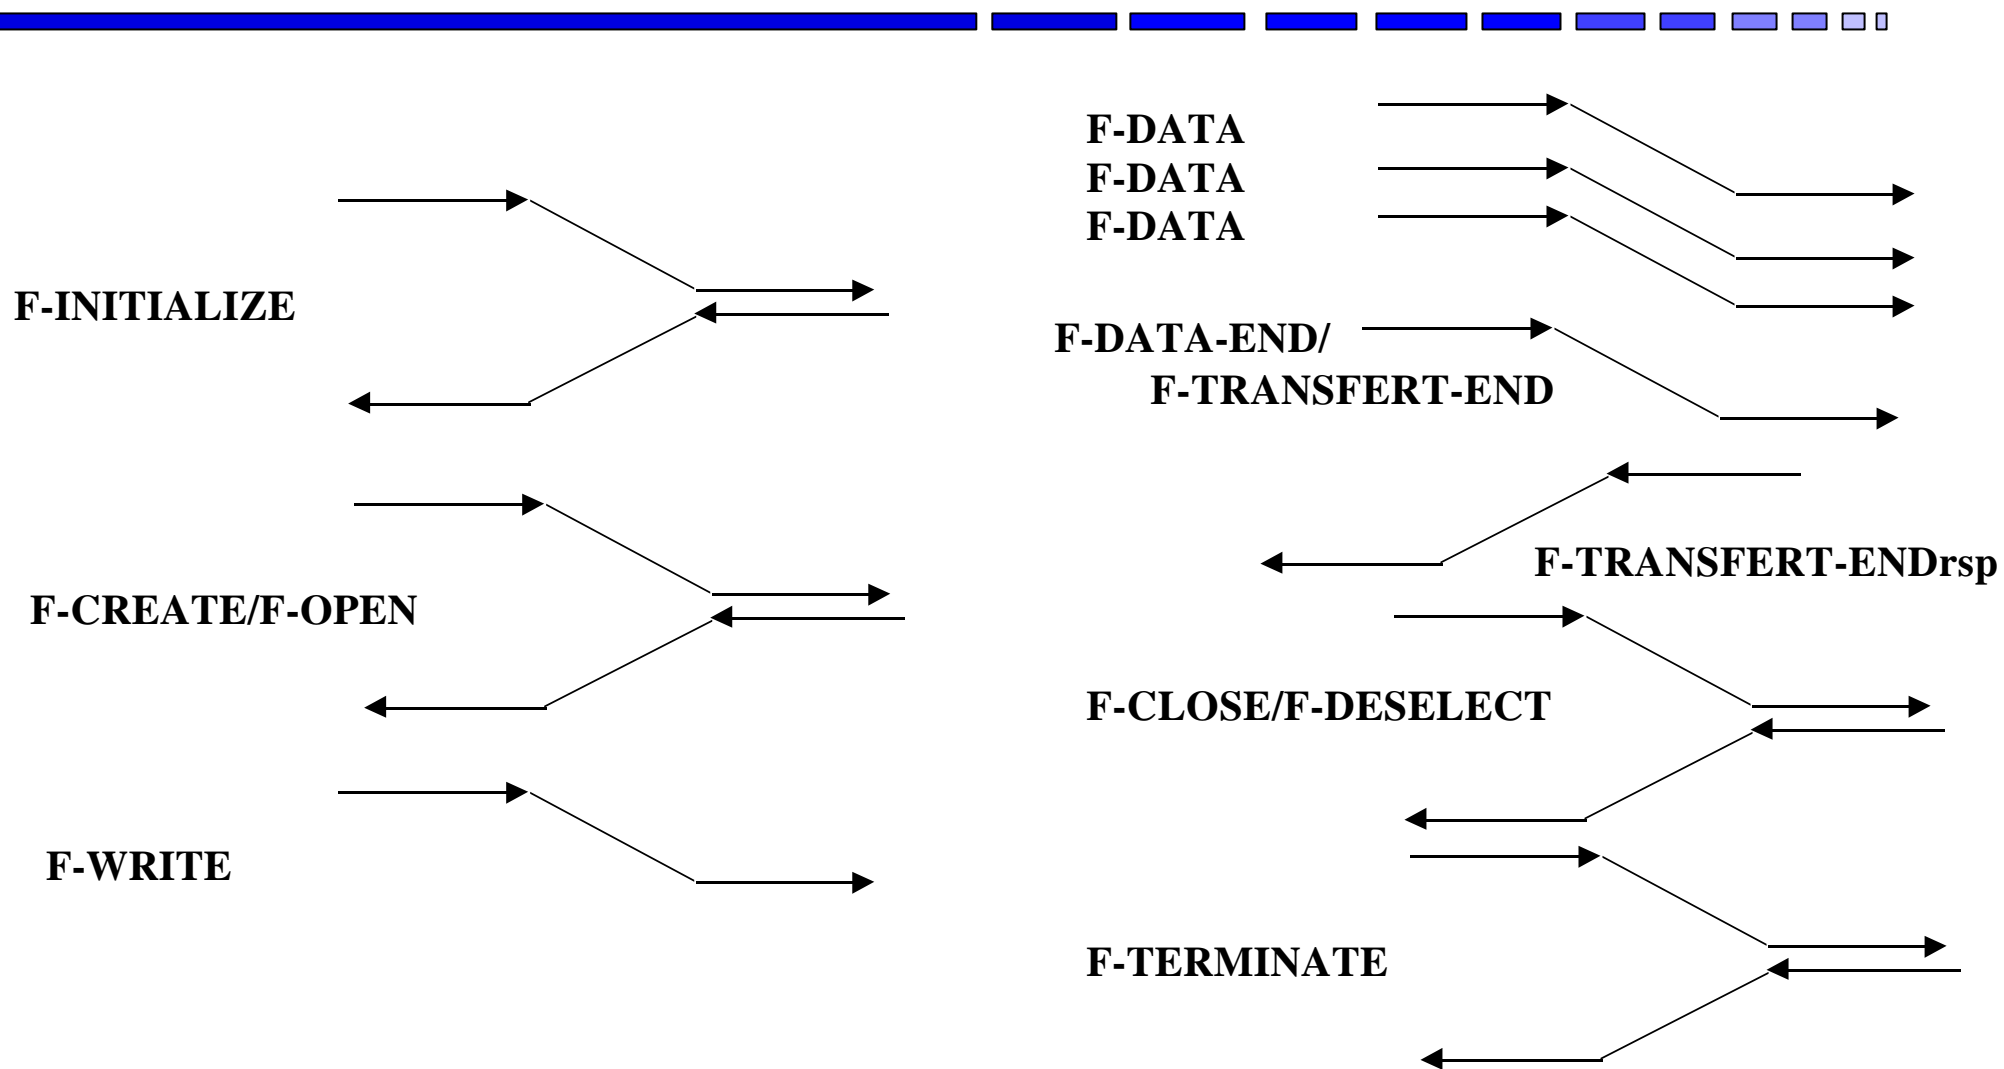 F-INITIALIZE
F-CREATE/F-OPEN
F-WRITE
F-DATA
F-DATA
F-DATA
F-DATA-END/
F-TRANSFERT-END
F-TRANSFERT-ENDrsp
F-CLOSE/F-DESELECT
F-TERMINATE